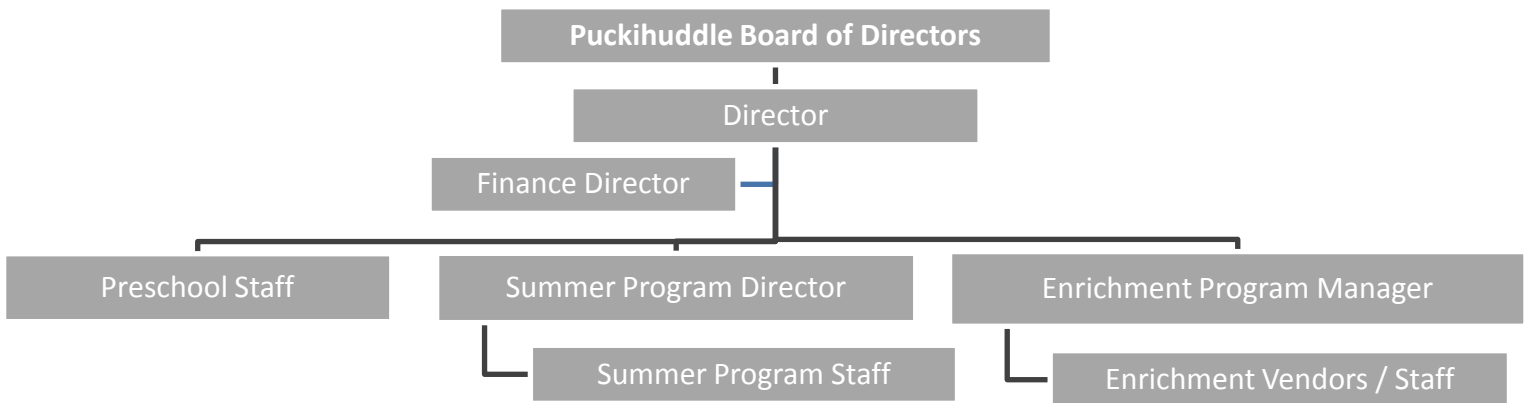 Puckihuddle Board of Directors
Director
Finance Director
Preschool Staff
Summer Program Director
Enrichment Program Manager
Summer Program Staff
Enrichment Vendors / Staff